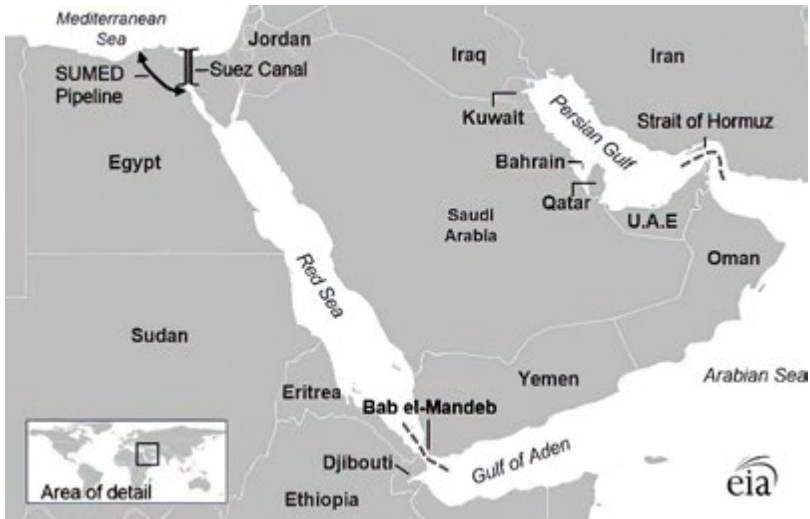 Mediterranean
Sea
Jordan
Iraq
Iran
SUMED
Pipeline
Suez Canal
Kuwait
Persian Gulf
Strait of Hormuz
Egypt
Bahrain
Qatar
Saudi
Arabia
U.A.E
Oman
Red Sea
Sudan
Eritrea
Yemen
Arabian Sea
Bab el-Mandeb
Djibouti
Gulf of Aden
Ethiopia
Area of detail
eia